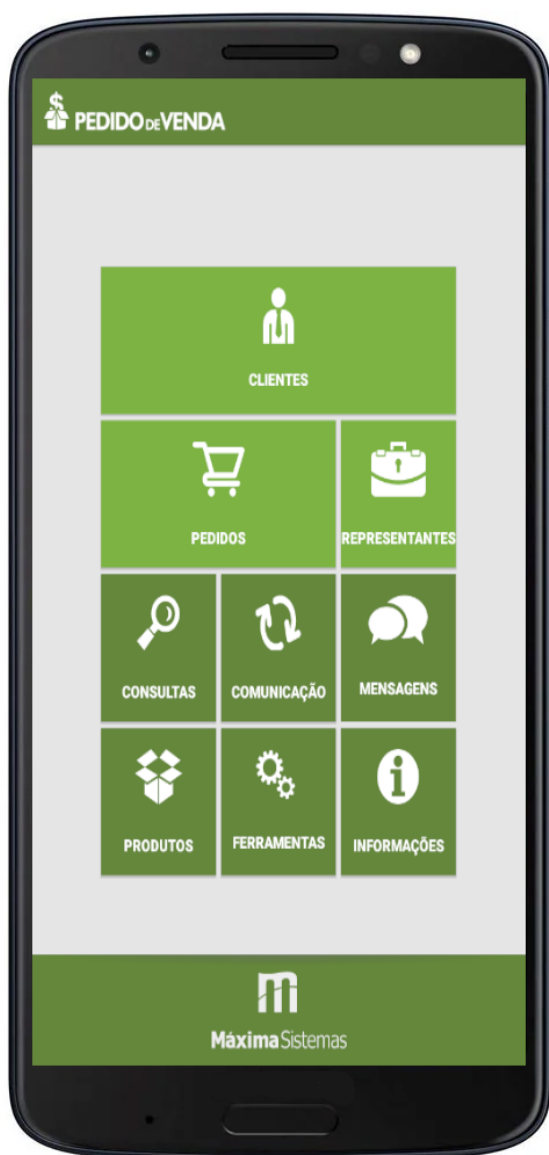 PEDIDO DE VENDA
CLIENTES
PEDIDOS
REPRESENTANTES
CONSULTAS
COMUNICAÇÃO
MENSAGENS
PRODUTOS
FERRAMENTAS
INFORMAÇÕES
Máxima Sistemas